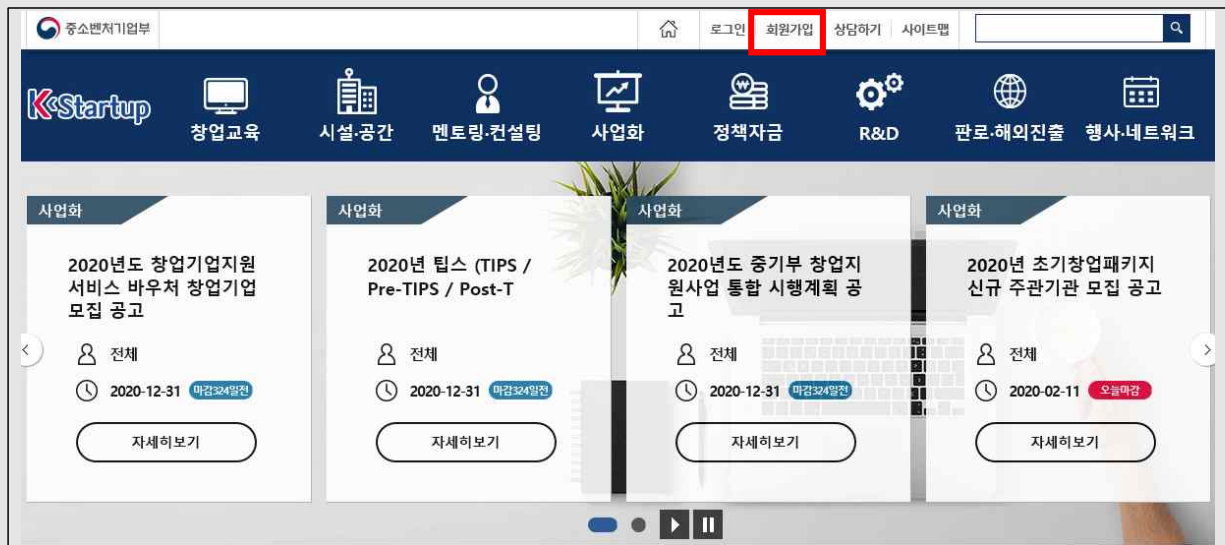 중소벤처기업부
로그인
회원가입
상담하기
사이트맵
K-Startup
창업교육
시설·공간
멘토링·컨설팅
사업화
정책자금
R&D
판로·해외진출
행사·네트워크
사업화
2020년도 창업기업지원
서비스 바우처 창업기업
모집 공고
전체
2020-12-31 마감324일전
자세히보기
사업화
2020년 팁스 (TIPS /
Pre-TIPS / Post-T
전체
2020-12-31 마감324일전
자세히보기
사업화
2020년도 중기부 창업지
원사업 통합 시행계획 공
고
전체
2020-12-31 마감324일전
자세히보기
사업화
2020년 초기창업패키지
신규 주관기관 모집 공고
전체
2020-02-11 오늘마감
자세히보기